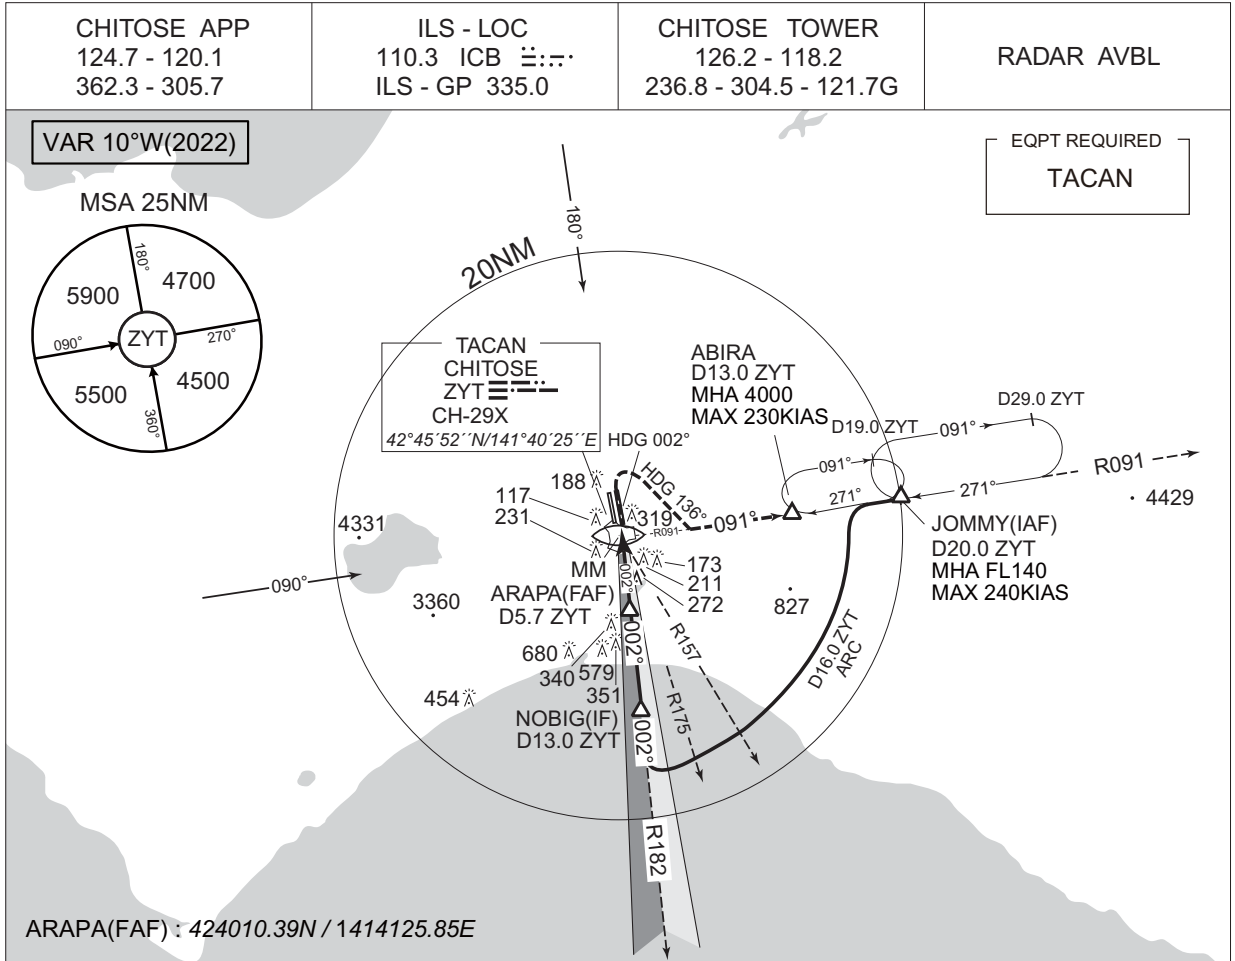 CHITOSE APP
124.7 - 120.1
362.3 - 305.7
ILS - LOC
110.3 ICB
ILS - GP 335.0
CHITOSE TOWER
126.2 - 118.2
236.8 - 304.5 - 121.7G
RADAR AVBL
VAR 10°W(2022)
EQPT REQUIRED
TACAN
MSA 25NM
180°
5900
4700
090°
ZYT
270°
5500
4500
360°
180°
20NM
TACAN
CHITOSE
ZYT
CH-29X
42°45´52´´N/141°40´25´´E
ABIRA
D13.0 ZYT
MHA 4000
MAX 230KIAS
D29.0 ZYT
D19.0 ZYT
091°
091°
271°
271°
R091
4429
HDG 002°
HDG 136°
188
117
231
319
-R091-
091°
4331
JOMMY(IAF)
D20.0 ZYT
MHA FL140
MAX 240KIAS
090°
MM
173
211
272
002°
ARAPA(FAF)
D5.7 ZYT
3360
827
002°
R157
D16.0 ZYT
ARC
680
340
579
351
454
R175
NOBIG(IF)
D13.0 ZYT
002°
R182
ARAPA(FAF) : 424010.39N / 1414125.85E